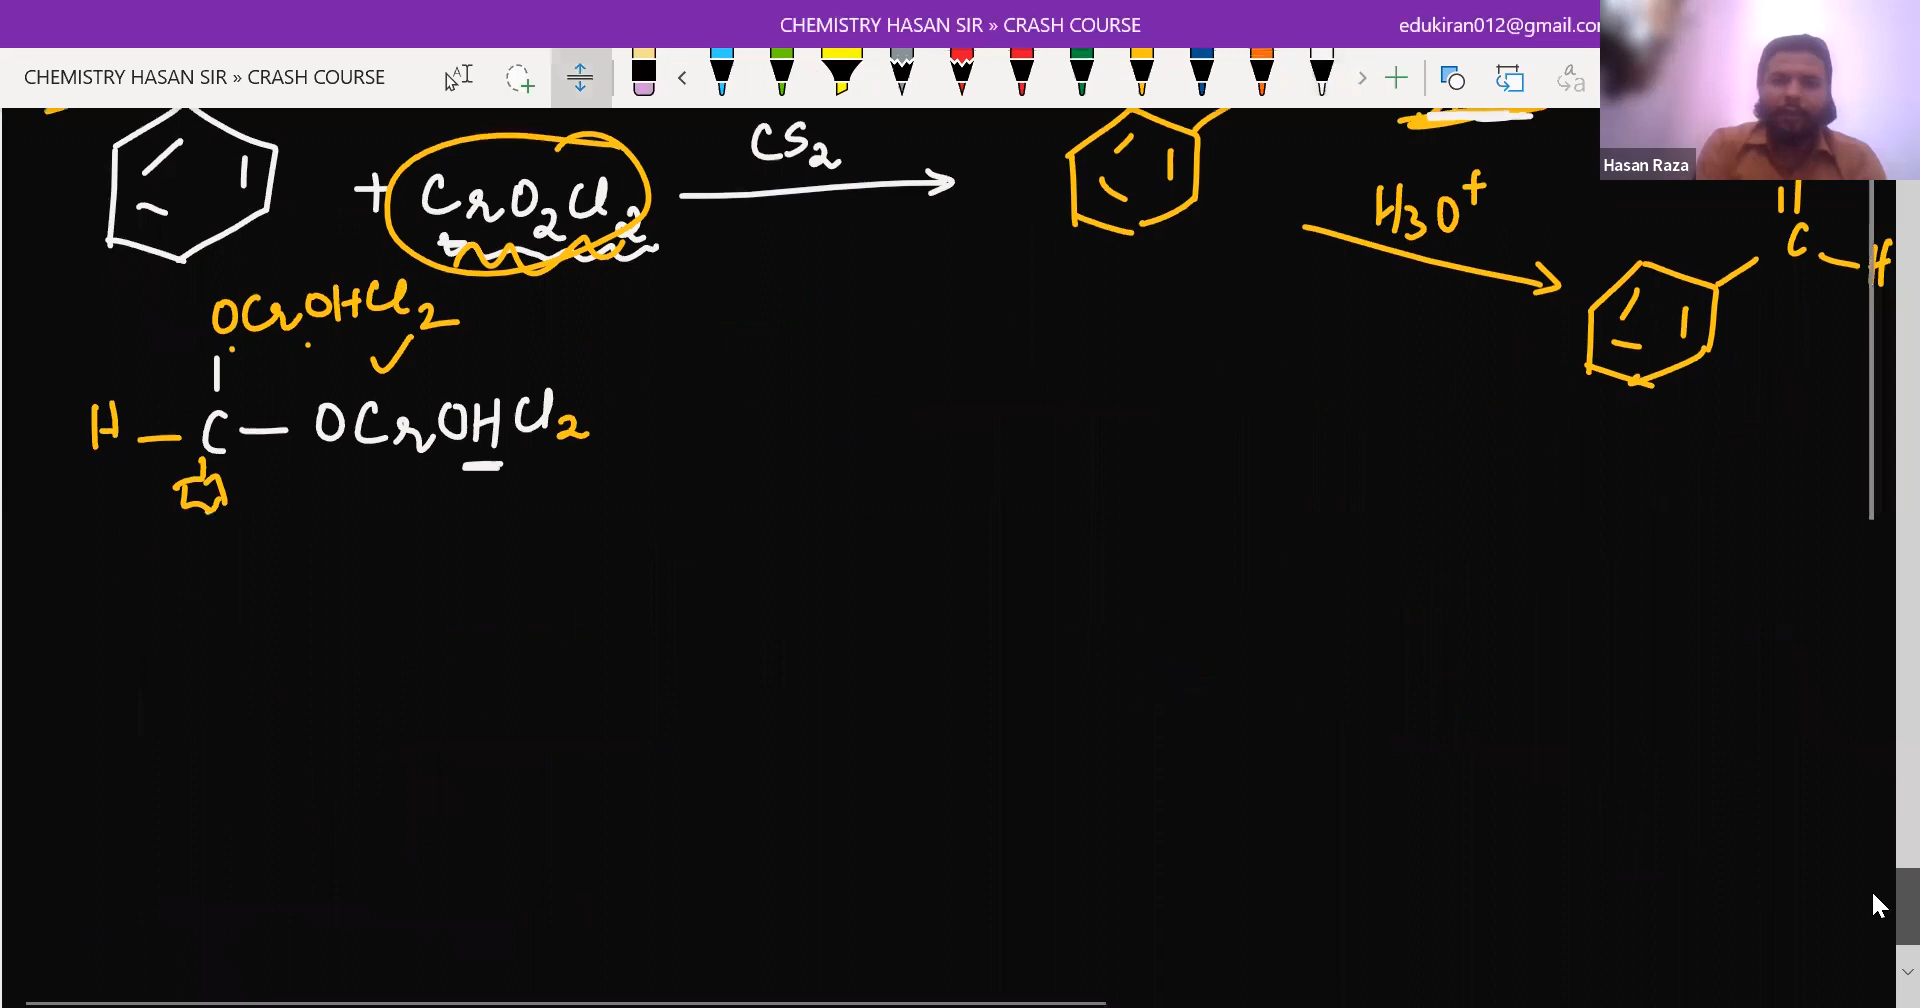 CHEMISTRY HASAN SIR » CRASH COURSE
edukiran012@gmail.co
CHEMISTRY HASAN SIR » CRASH COURSE
Hasan Raza
+ CrO2Cl2
CS2
H3O+
C — H
OCrOHCl2
H — C — OCrOHCl2